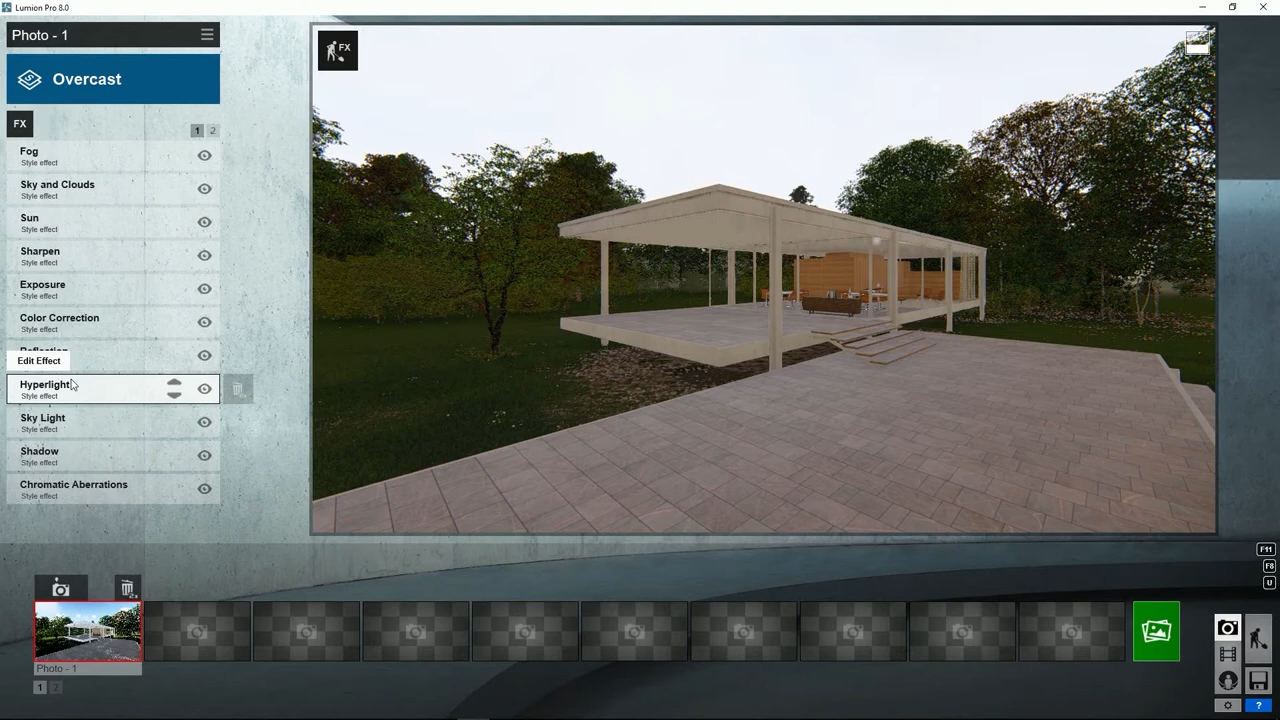 Lumion Pro 8.0
Photo - 1
Overcast
FX
FX
1 2
Fog
Style effect
Sky and Clouds
Style effect
Sun
Style effect
Sharpen
Style effect
Exposure
Style effect
Color Correction
Style effect
Edit Effect
Hyperlight
Style effect
Sky Light
Style effect
Shadow
Style effect
Chromatic Aberrations
Style effect
F11
F8
U
Photo - 1
1 2
?